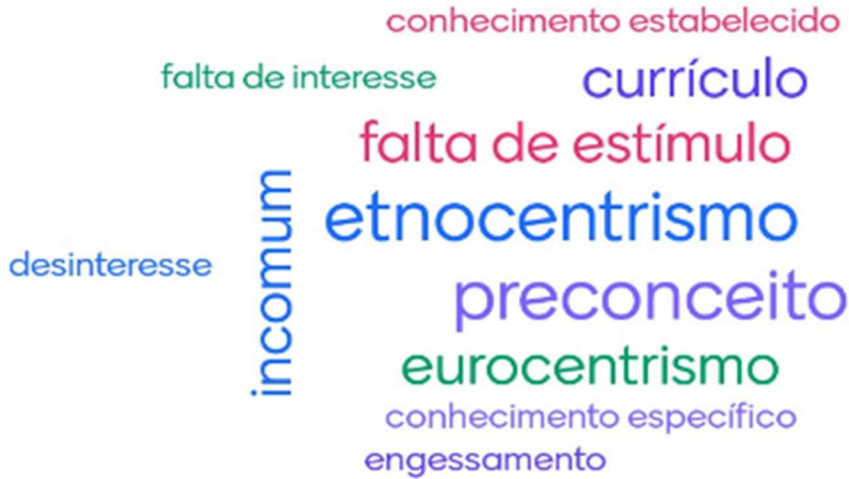 conhecimento estabelecido
falta de interesse
currículo
falta de estímulo
incomum
etnocentrismo
desinteresse
preconceito
eurocentrismo
conhecimento específico
engessamento